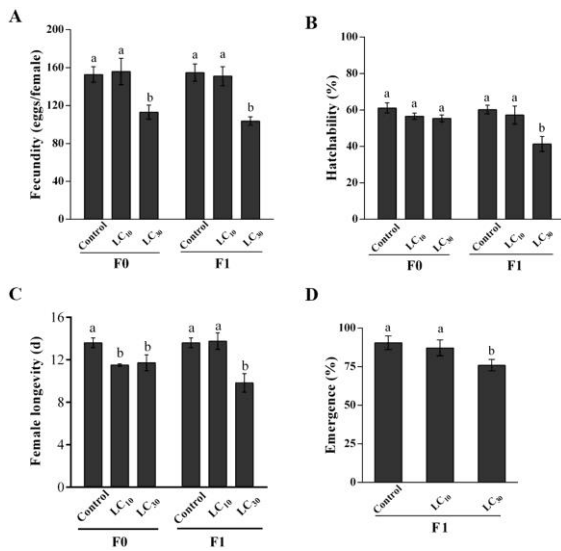 A
Fecundity (eggs/female)
200
160
120
80
40
0
a
a
b
a
a
b
Control
LC10
LC30
Control
LC10
LC30
F0
F1
B
Hatchability (%)
100
80
60
40
20
0
a
a
a
a
a
b
Control
LC10
LC30
Control
LC10
LC30
F0
F1
C
Female longevity (d)
16
12
8
4
0
a
b
b
a
a
b
Control
LC10
LC30
Control
LC10
LC30
F0
F1
D
Emergence (%)
100
75
50
25
0
a
a
b
Control
LC10
LC30
F1